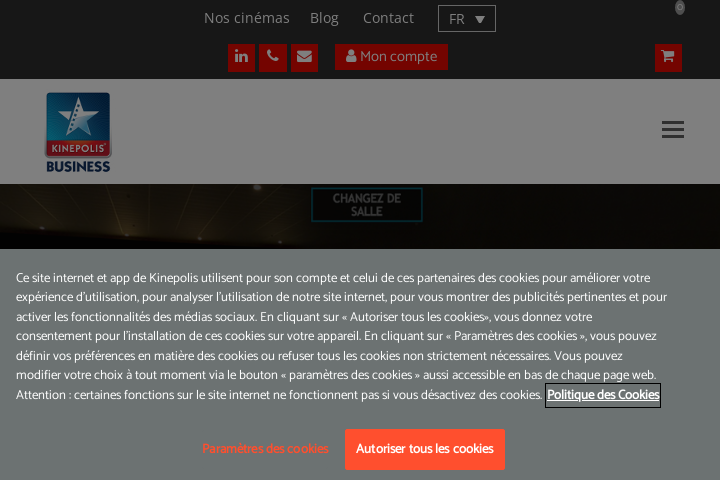 Nos cinémas Blog Contact FR 0
in Mon compte
KINEPOLIS
BUSINESS
CHANGEZ DE
SALLE
Ce site internet et app de Kinepolis utilisent pour son compte et celui de ces partenaires des cookies pour améliorer votre
expérience d'utilisation, pour analyser l'utilisation de notre site internet, pour vous montrer des publicités pertinentes et pour
activer les fonctionnalités des médias sociaux. En cliquant sur « Autoriser tous les cookies», vous donnez votre
consentement pour l'installation de ces cookies sur votre appareil. En cliquant sur « Paramètres des cookies », vous pouvez
définir vos préférences en matière des cookies ou refuser tous les cookies non strictement nécessaires. Vous pouvez
modifier votre choix à tout moment via le bouton « paramètres des cookies » aussi accessible en bas de chaque page web.
Attention : certaines fonctions sur le site internet ne fonctionnent pas si vous désactivez des cookies. Politique des Cookies
Paramètres des cookies Autoriser tous les cookies